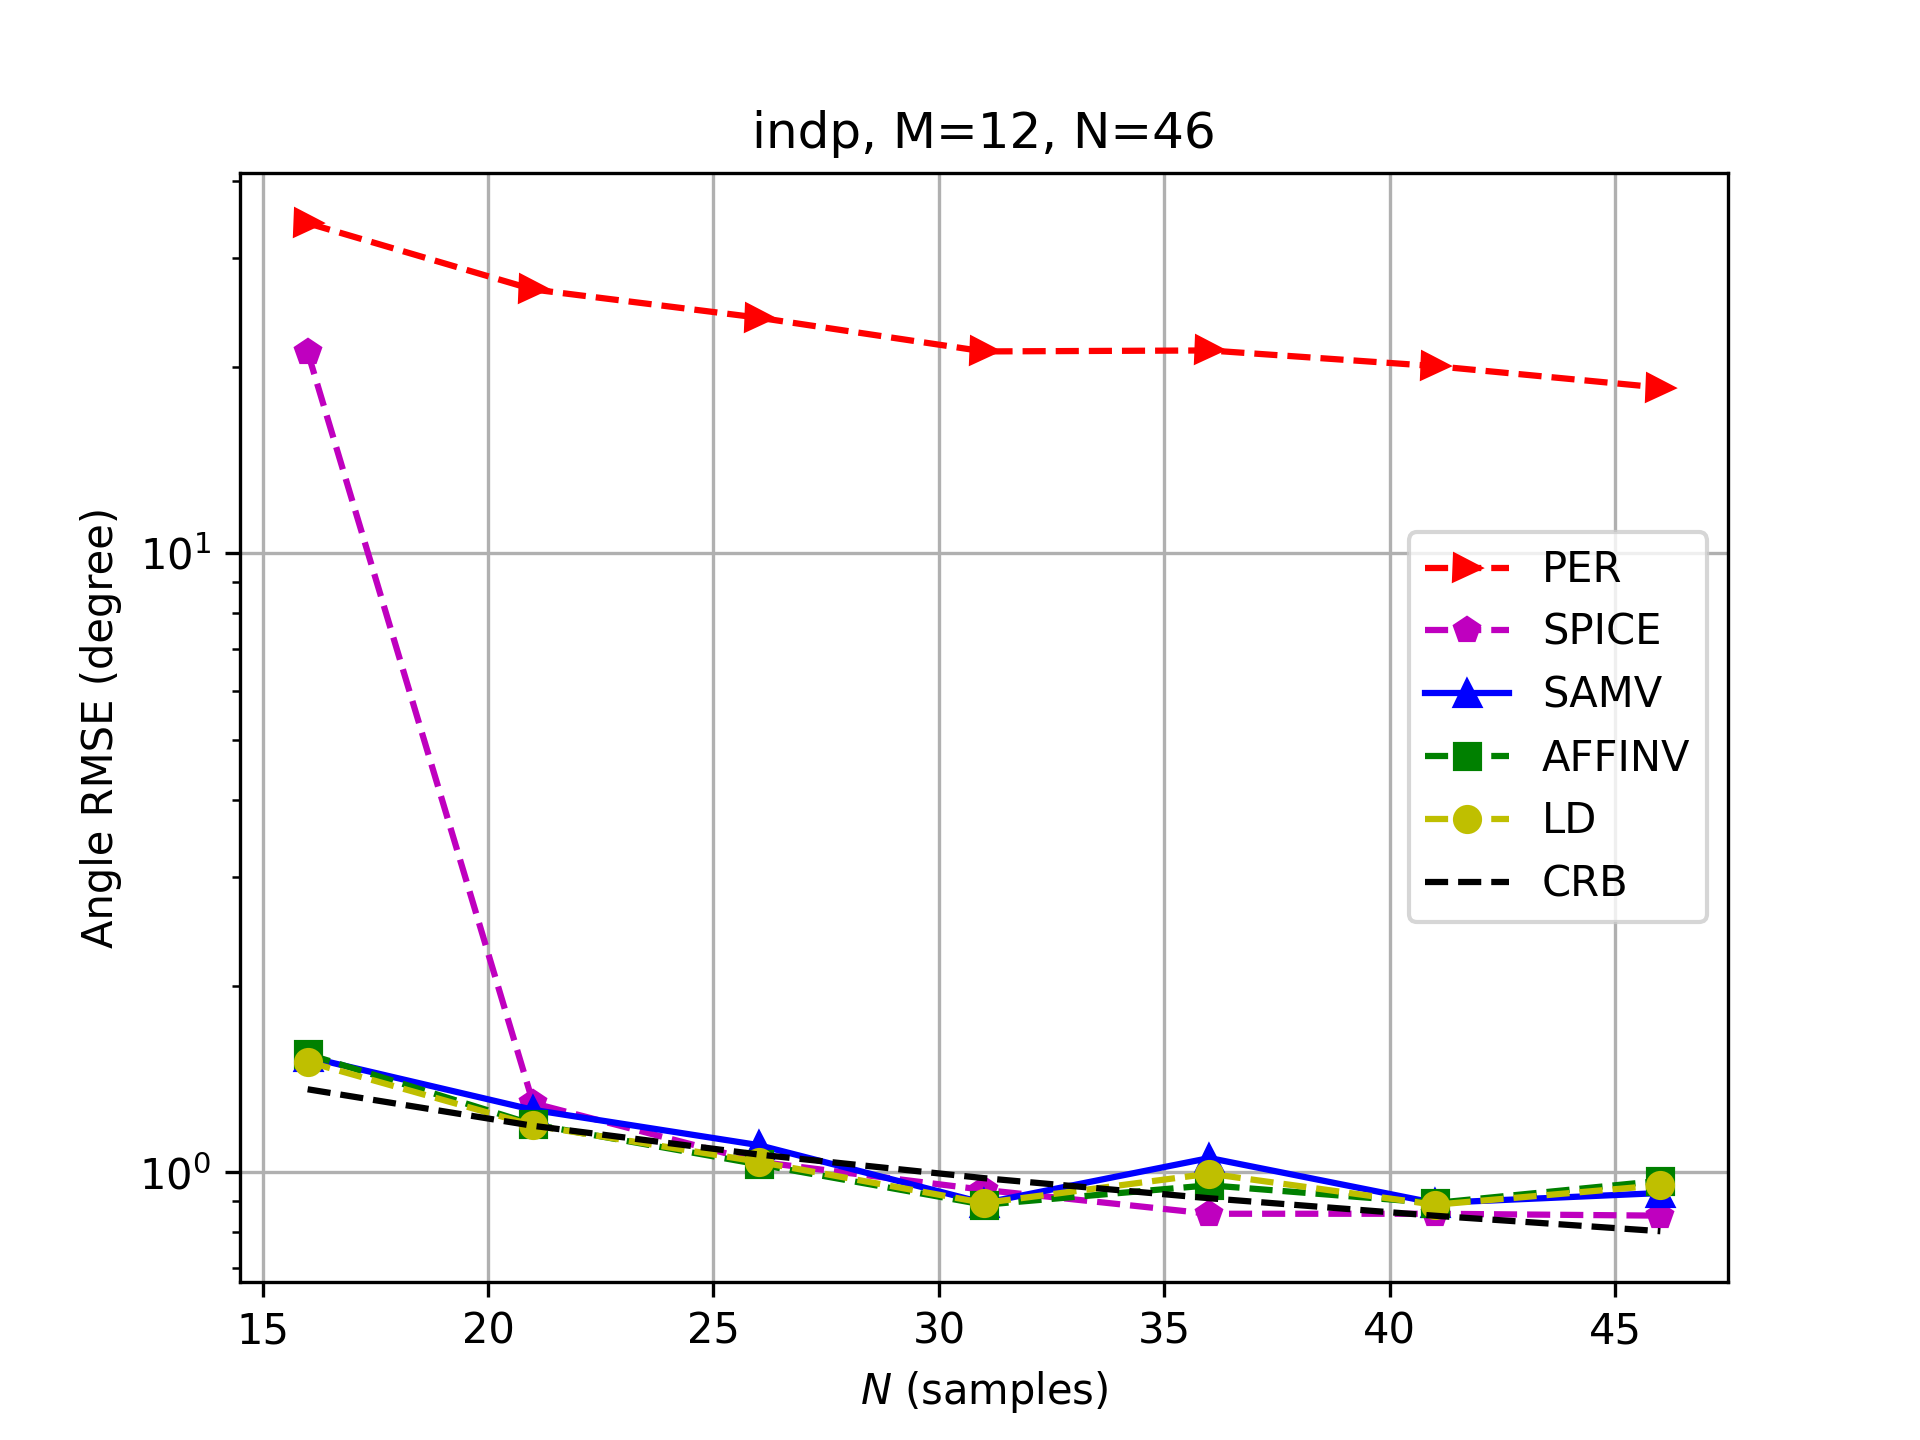 indp, M=12, N=46
Angle RMSE (degree)
10¹
10⁰
PER
SPICE
SAMV
AFFINV
LD
CRB
15 20 25 30 35 40 45
N (samples)